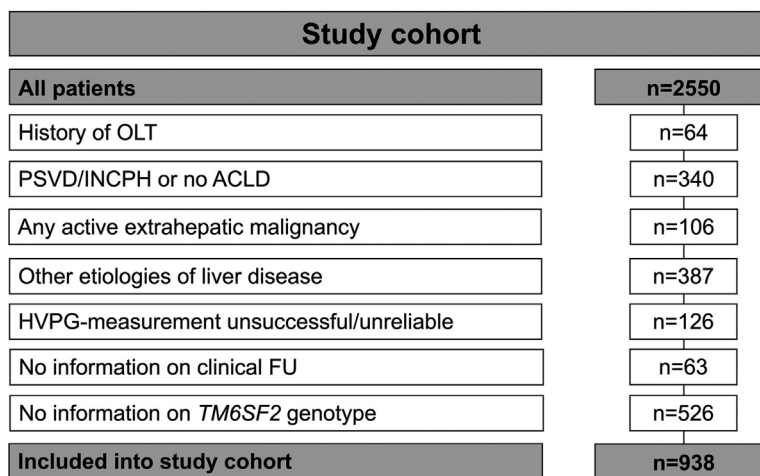 Study cohort
All patients n=2550
History of OLT n=64
PSVD/INCPH or no ACLD n=340
Any active extrahepatic malignancy n=106
Other etiologies of liver disease n=387
HVPG-measurement unsuccessful/unreliable n=126
No information on clinical FU n=63
No information on TM6SF2 genotype n=526
Included into study cohort n=938